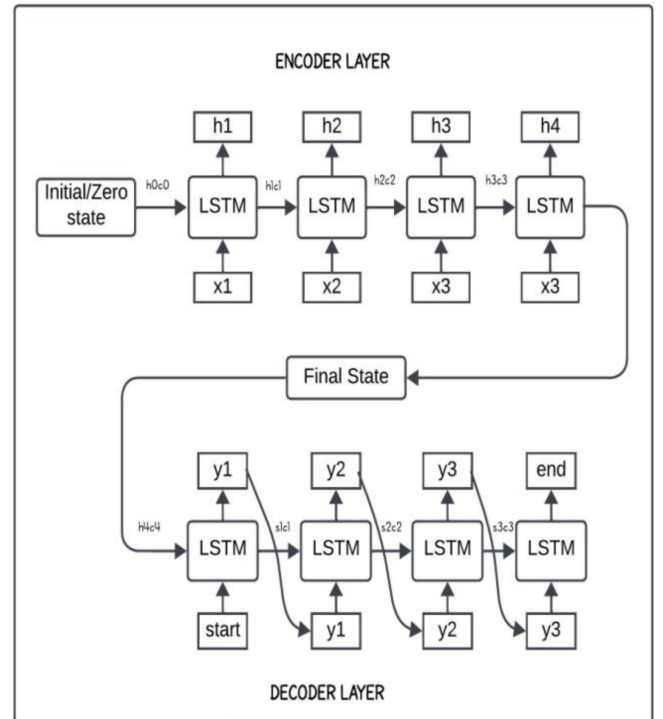 ENCODER LAYER
h1 h2 h3 h4
h0c0 h1c1 h2c2 h3c3
Initial/Zero
state
LSTM LSTM LSTM LSTM
x1 x2 x3 x3
Final State
y1 y2 y3 end
h4c4 s1c1 s2c2 s3c3
LSTM LSTM LSTM LSTM
start y1 y2 y3
DECODER LAYER